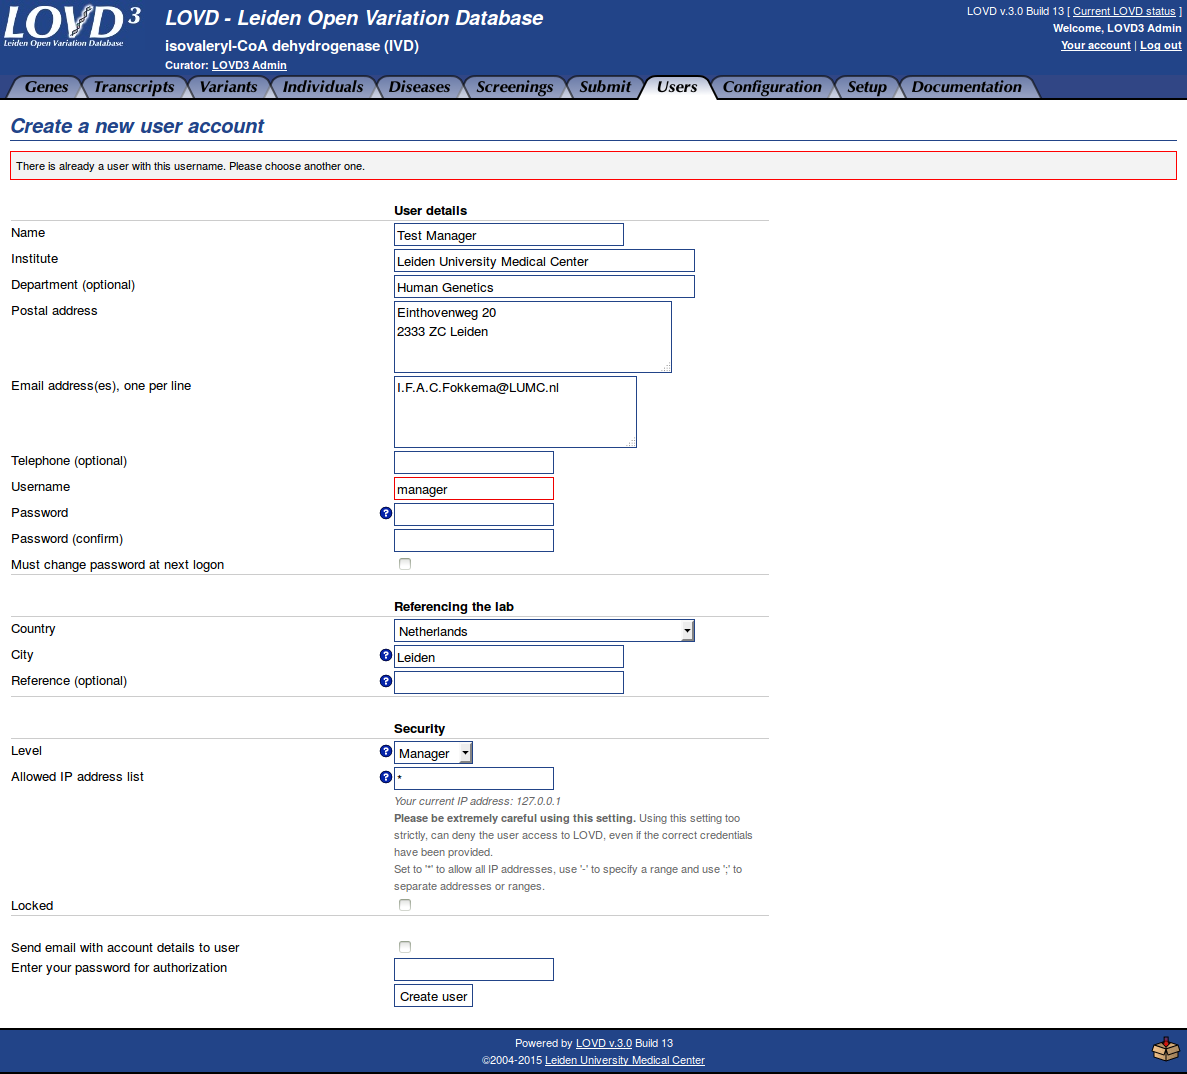 LOVD 3
Leiden Open Variation Database
LOVD - Leiden Open Variation Database
isovaleryl-CoA dehydrogenase (IVD)
Curator: LOVD3 Admin
LOVD v.3.0 Build 13 [ Current LOVD status ]
Welcome, LOVD3 Admin
Your account | Log out
Genes Transcripts Variants Individuals Diseases Screenings Submit Users Configuration Setup Documentation
Create a new user account
There is already a user with this username. Please choose another one.
User details
Name Test Manager
Institute Leiden University Medical Center
Department (optional) Human Genetics
Postal address Einthovenweg 20
2333 ZC Leiden
Email address(es), one per line I.F.A.C.Fokkema@LUMC.nl
Telephone (optional)
Username manager
Password ?
Password (confirm)
Must change password at next logon
Referencing the lab
Country Netherlands
City ? Leiden
Reference (optional) ?
Security
Level ? Manager
Allowed IP address list ? *
Your current IP address: 127.0.0.1
Please be extremely careful using this setting. Using this setting too
strictly, can deny the user access to LOVD, even if the correct credentials
have been provided.
Set to '*' to allow all IP addresses, use '-' to specify a range and use ';' to
separate addresses or ranges.
Locked
Send email with account details to user
Enter your password for authorization
Create user
Powered by LOVD v.3.0 Build 13
©2004-2015 Leiden University Medical Center